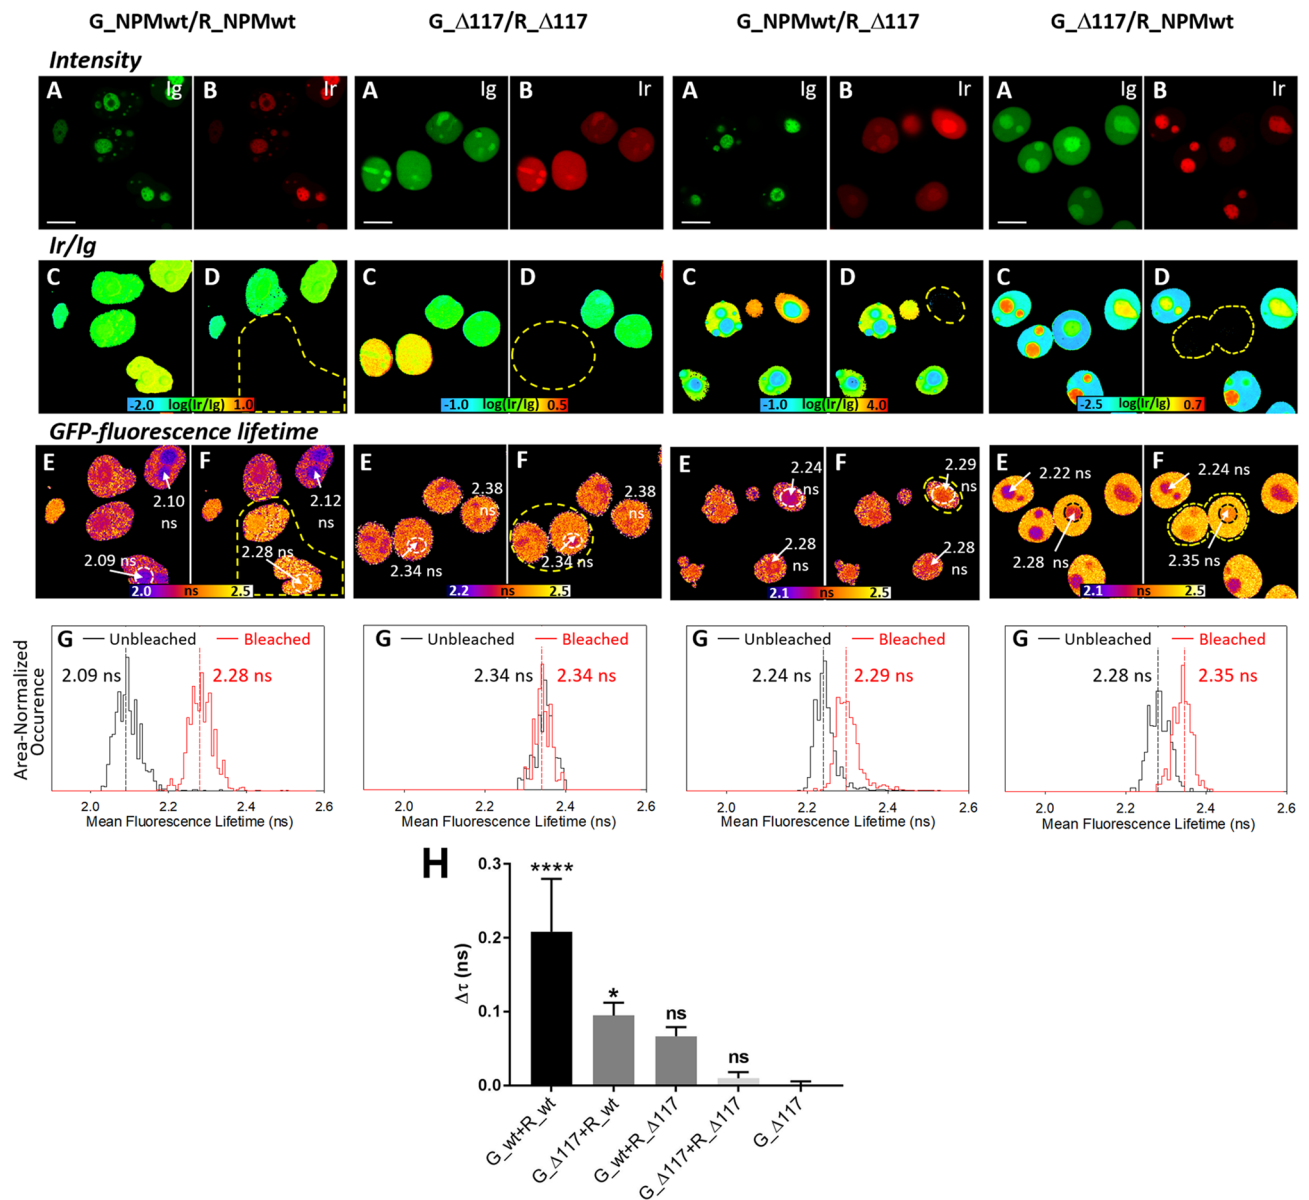 G_NPMwt/R_NPMwt
G_Δ117/R_Δ117
G_NPMwt/R_Δ117
G_Δ117/R_NPMwt
Intensity
A Ig B Ir
A Ig B Ir
A Ig B Ir
A Ig B Ir
Ir/Ig
C D
-2.0 log(Ir/Ig) 1.0
C D
-1.0 log(Ir/Ig) 0.5
C D
-1.0 log(Ir/Ig) 4.0
C D
-2.5 log(Ir/Ig) 0.7
GFP-fluorescence lifetime
E F
2.10 ns
2.12 ns
2.09 ns
2.28 ns
2.0 ns 2.5
E F
2.38 ns
2.38 ns
2.34 ns
2.34 ns
2.2 ns 2.5
E F
2.24 ns
2.29 ns
2.28 ns
2.28 ns
2.1 ns 2.5
E F
2.22 ns
2.24 ns
2.28 ns
2.35 ns
2.1 ns 2.5
Area-Normalized
Occurence
G Unbleached Bleached
2.09 ns 2.28 ns
2.0 2.2 2.4 2.6
Mean Fluorescence Lifetime (ns)
G Unbleached Bleached
2.34 ns 2.34 ns
2.0 2.2 2.4 2.6
Mean Fluorescence Lifetime (ns)
G Unbleached Bleached
2.24 ns 2.29 ns
2.0 2.2 2.4 2.6
Mean Fluorescence Lifetime (ns)
G Unbleached Bleached
2.28 ns 2.35 ns
2.0 2.2 2.4 2.6
Mean Fluorescence Lifetime (ns)
H
Δτ (ns)
0.3
0.2
0.1
0.0
****
*
ns
ns
G_wt+R_wt
G_Δ117+R_wt
G_wt+R_Δ117
G_Δ117+R_Δ117
G_Δ117